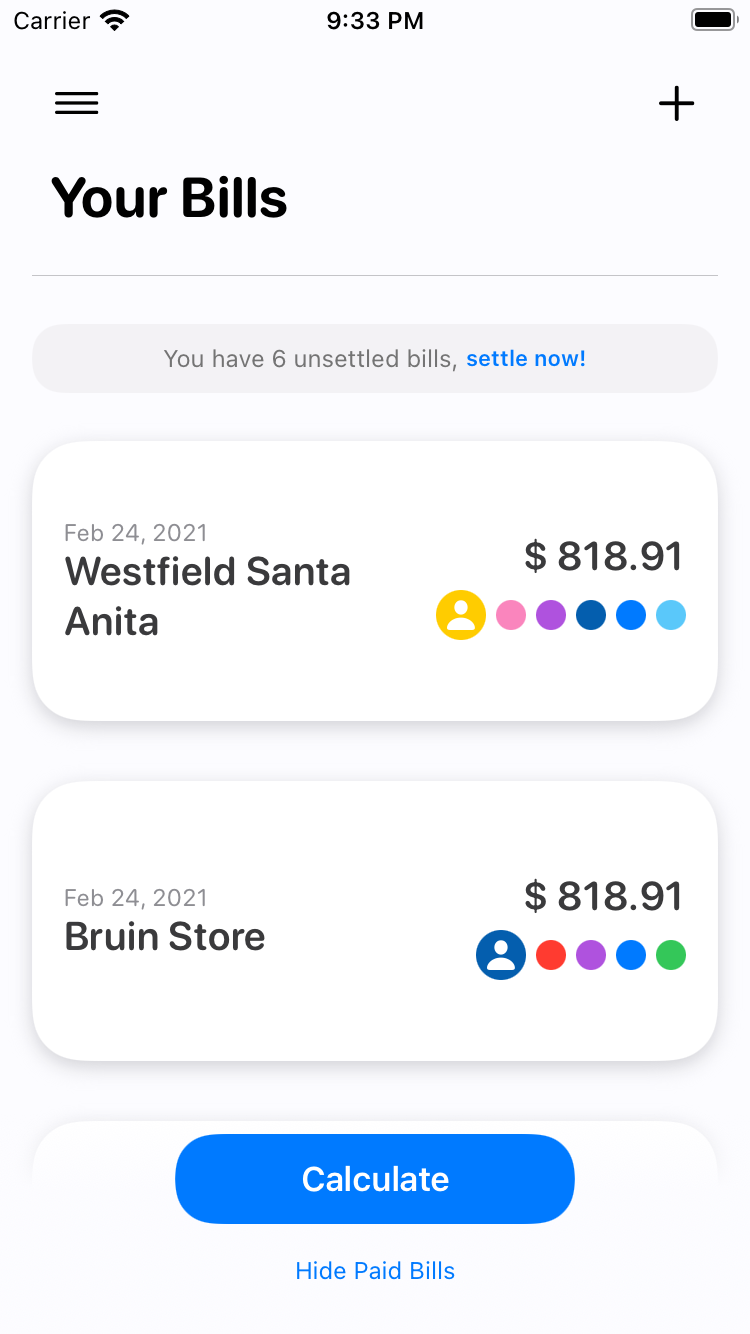 Carrier 9:33 PM
Your Bills
You have 6 unsettled bills, settle now!
Feb 24, 2021
Westfield Santa
Anita
$ 818.91
Feb 24, 2021
Bruin Store
$ 818.91
Calculate
Hide Paid Bills